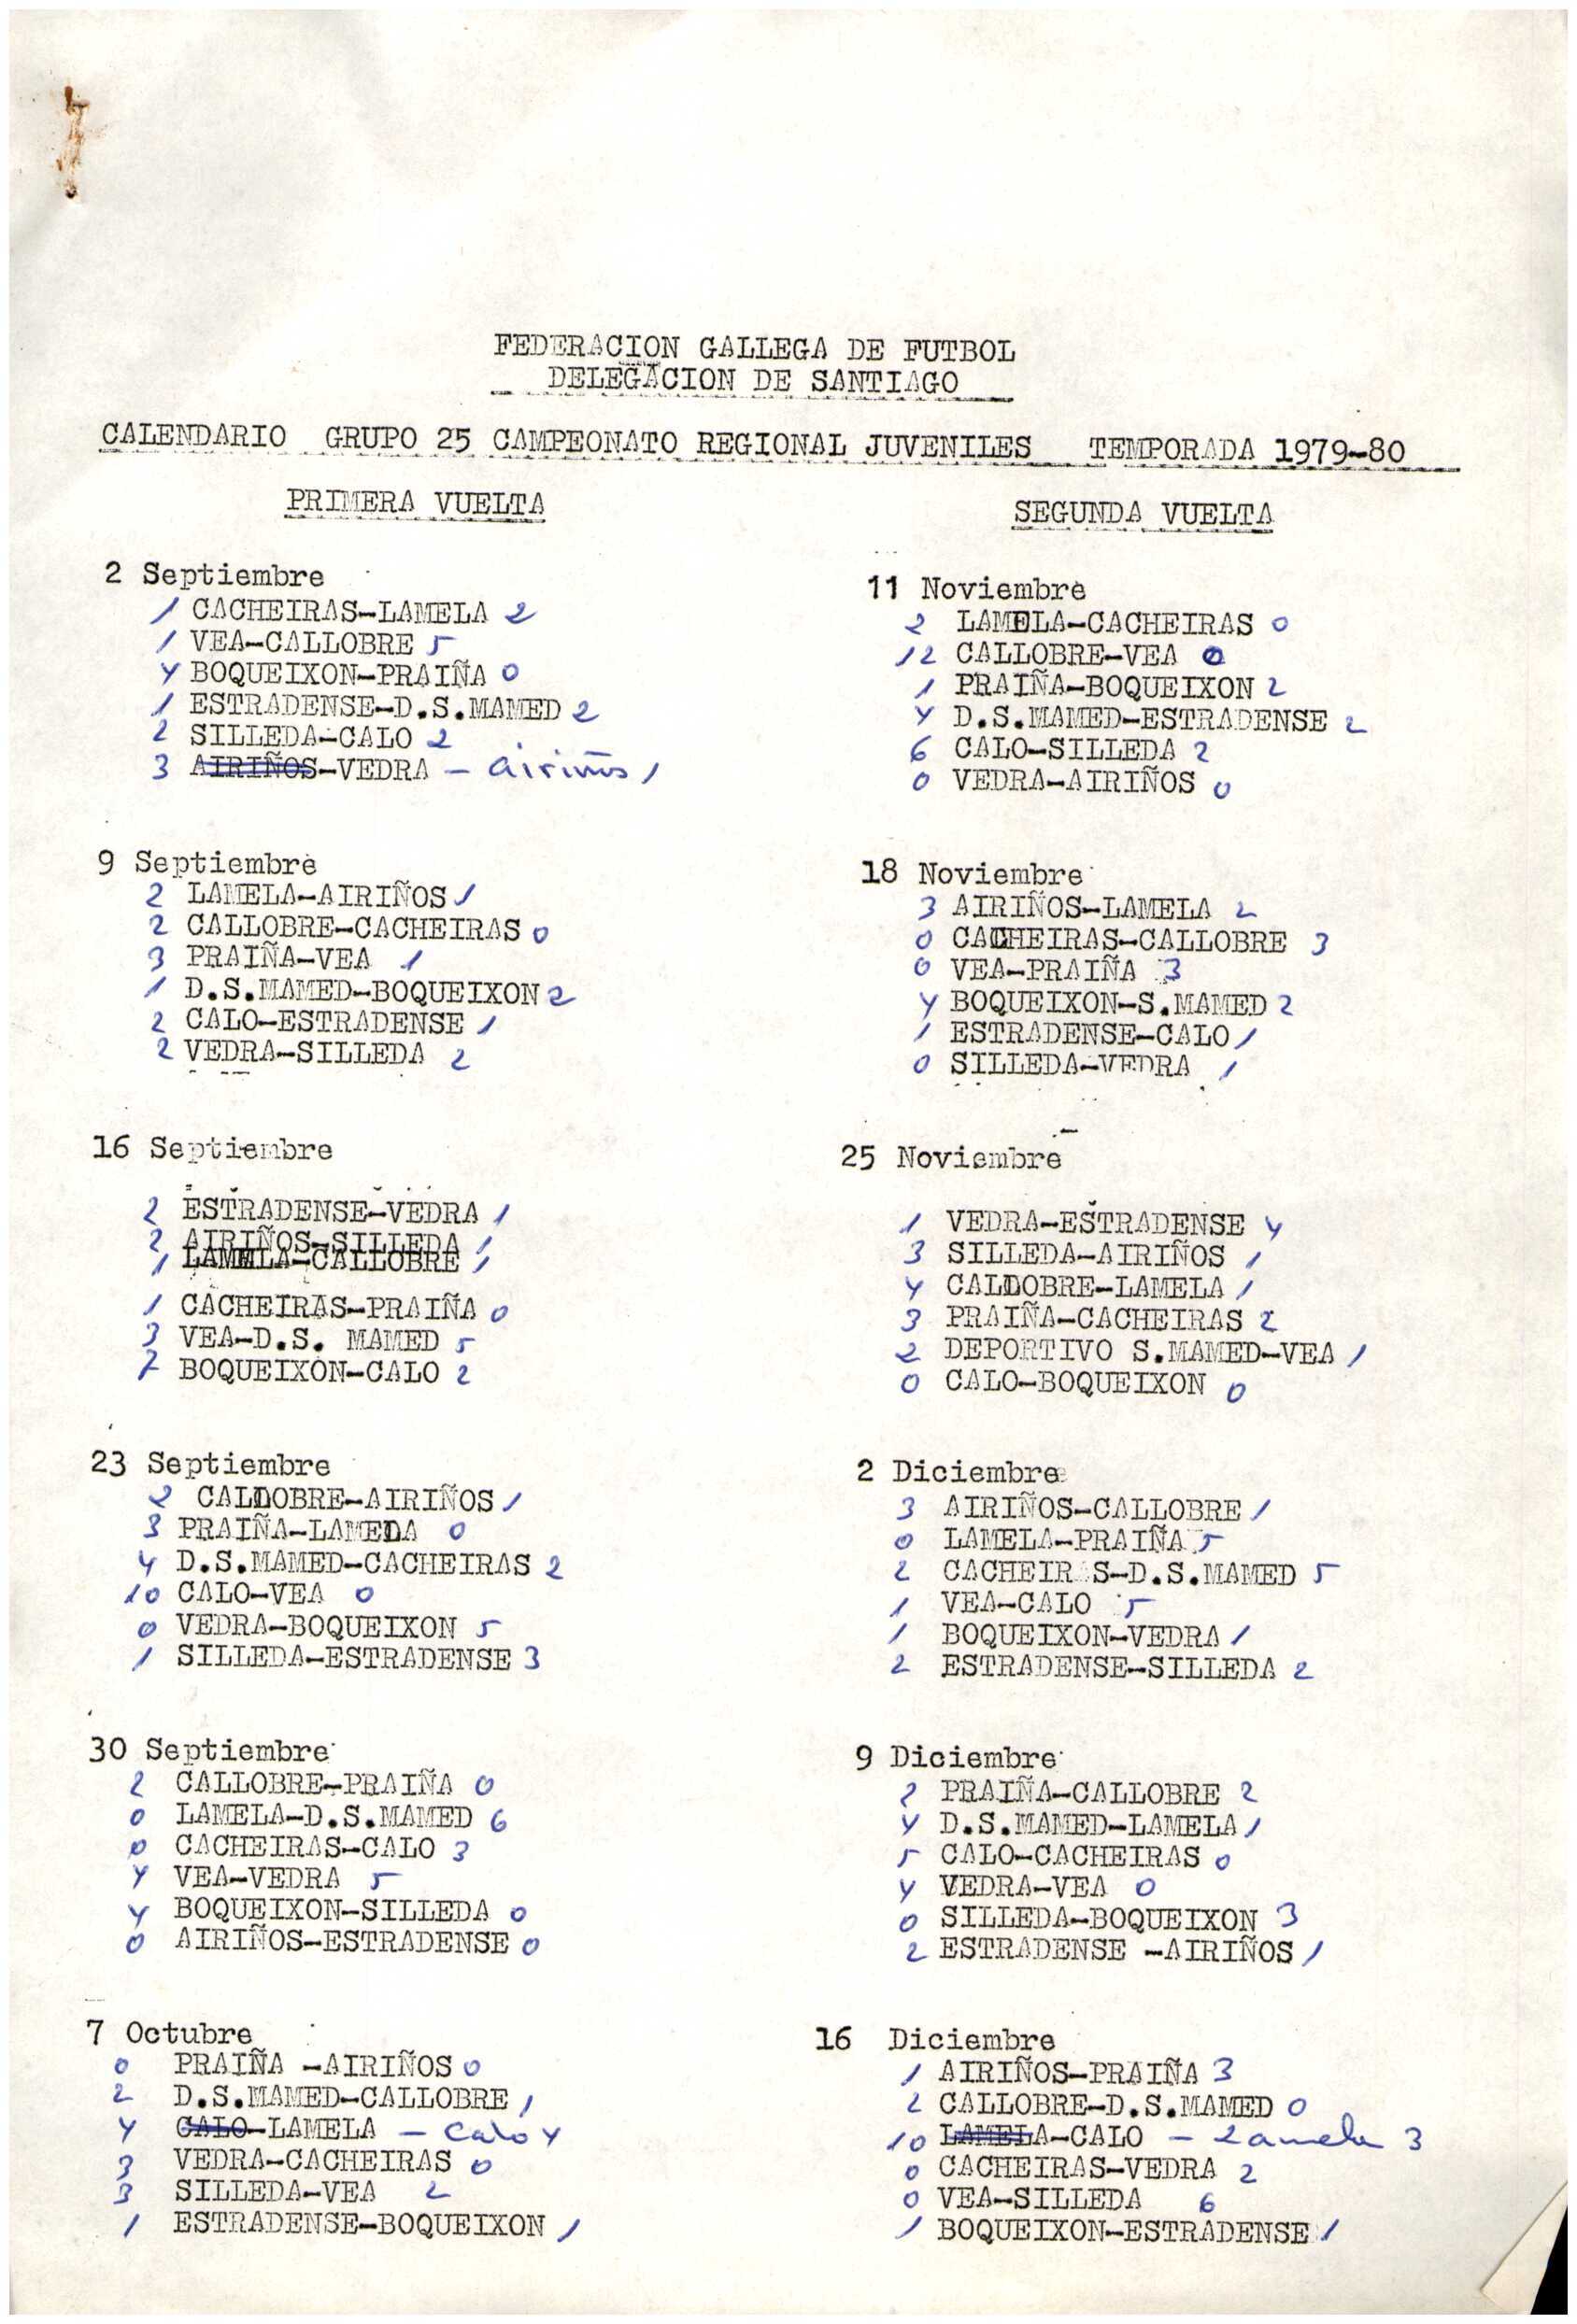 FEDERACION GALLEGA DE FUTBOL
DELEGACION DE SANTIAGO
CALENDARIO GRUPO 25 CAMPEONATO REGIONAL JUVENILES TEMPORADA 1979-80
PRIMERA VUELTA
2 Septiembre
1 CACHEIRAS-LAMELA 2
1 VEA-CALLOBRE 5
4 BOQUEIXON-PRAIÑA 0
1 ESTRADENSE-D.S.MAMED 2
2 SILLEDA-CALO 2
3 AIRIÑOS-VEDRA - airiños 1
9 Septiembre
2 LAMELA-AIRIÑOS 1
2 CALLOBRE-CACHEIRAS 0
3 PRAIÑA-VEA 1
1 D.S.MAMED-BOQUEIXON 2
2 CALO-ESTRADENSE 1
2 VEDRA-SILLEDA 2
16 Septiembre
2 ESTRADENSE-VEDRA 1
2 AIRIÑOS-SILLEDA 1
1 LAMELA-CALLOBRE 1
1 CACHEIRAS-PRAIÑA 0
3 VEA-D.S. MAMED 5
7 BOQUEIXON-CALO 2
23 Septiembre
2 CALLOBRE-AIRIÑOS 1
3 PRAIÑA-LAMELA 0
4 D.S.MAMED-CACHEIRAS 2
10 CALO-VEA 0
0 VEDRA-BOQUEIXON 5
1 SILLEDA-ESTRADENSE 3
30 Septiembre
2 CALLOBRE-PRAIÑA 0
0 LAMELA-D.S.MAMED 6
0 CACHEIRAS-CALO 3
4 VEA-VEDRA 5
4 BOQUEIXON-SILLEDA 0
0 AIRIÑOS-ESTRADENSE 0
7 Octubre
0 PRAIÑA -AIRIÑOS 0
2 D.S.MAMED-CALLOBRE 1
4 CALO-LAMELA - Calo 4
3 VEDRA-CACHEIRAS 0
3 SILLEDA-VEA 2
1 ESTRADENSE-BOQUEIXON 1
SEGUNDA VUELTA
11 Noviembre
2 LAMELA-CACHEIRAS 0
12 CALLOBRE-VEA 0
1 PRAIÑA-BOQUEIXON 2
4 D.S.MAMED-ESTRADENSE 2
6 CALO-SILLEDA 2
0 VEDRA-AIRIÑOS 0
18 Noviembre
3 AIRIÑOS-LAMELA 2
0 CACHEIRAS-CALLOBRE 3
0 VEA-PRAIÑA 3
4 BOQUEIXON-S.MAMED 2
1 ESTRADENSE-CALO 1
0 SILLEDA-VEDRA 1
25 Noviembre
1 VEDRA-ESTRADENSE 4
3 SILLEDA-AIRIÑOS 1
4 CALLOBRE-LAMELA 1
3 PRAIÑA-CACHEIRAS 2
2 DEPORTIVO S.MAMED-VEA 1
0 CALO-BOQUEIXON 0
2 Diciembre
3 AIRIÑOS-CALLOBRE 1
0 LAMELA-PRAIÑA 5
2 CACHEIRAS-D.S.MAMED 5
1 VEA-CALO 5
1 BOQUEIXON-VEDRA 1
2 ESTRADENSE-SILLEDA 2
9 Diciembre
2 PRAIÑA-CALLOBRE 2
4 D.S.MAMED-LAMELA 1
5 CALO-CACHEIRAS 0
4 VEDRA-VEA 0
0 SILLEDA-BOQUEIXON 3
2 ESTRADENSE -AIRIÑOS 1
16 Diciembre
1 AIRIÑOS-PRAIÑA 3
2 CALLOBRE-D.S.MAMED 0
10 LAMELA-CALO - Lamela 3
0 CACHEIRAS-VEDRA 2
0 VEA-SILLEDA 6
1 BOQUEIXON-ESTRADENSE 1